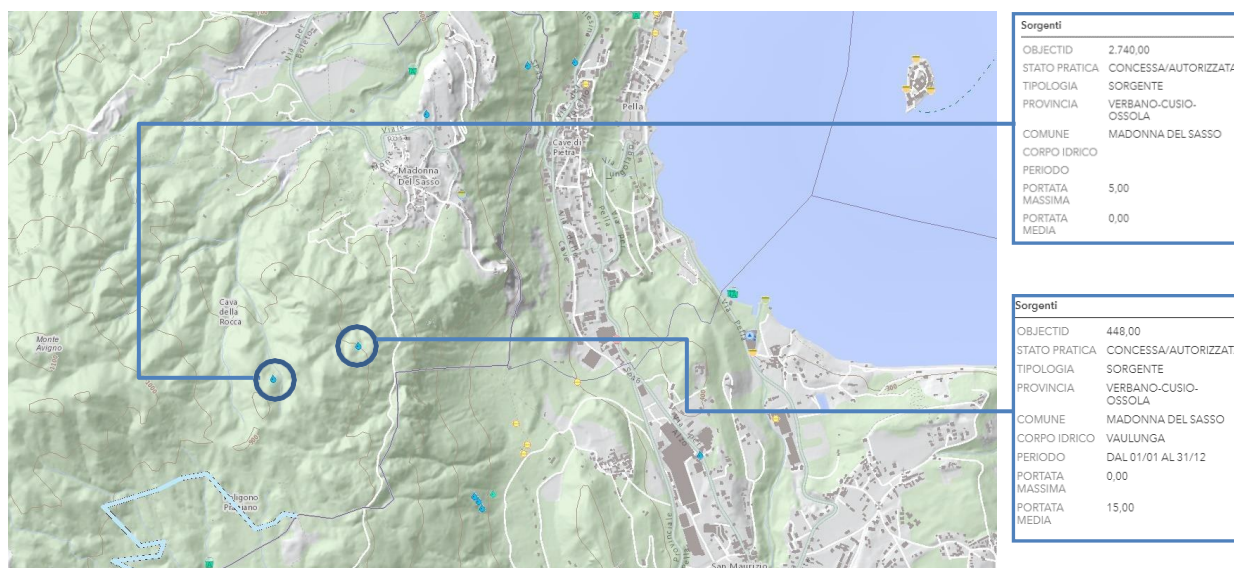 Sorgenti
OBJECTID 2.740,00
STATO PRATICA CONCESSA/AUTORIZZATA
TIPOLOGIA SORGENTE
PROVINCIA VERBANO-CUSIO-
OSSOLA
COMUNE MADONNA DEL SASSO
CORPO IDRICO
PERIODO
PORTATA 5,00
MASSIMA
PORTATA 0,00
MEDIA
Sorgenti
OBJECTID 448,00
STATO PRATICA CONCESSA/AUTORIZZATA
TIPOLOGIA SORGENTE
PROVINCIA VERBANO-CUSIO-
OSSOLA
COMUNE MADONNA DEL SASSO
CORPO IDRICO VAULUNGA
PERIODO DAL 01/01 AL 31/12
PORTATA 0,00
MASSIMA
PORTATA 15,00
MEDIA
Pella
Cave di
Pietra
Madonna
Del Sasso
Cava
della
Rocca
Monte
Avigno
San Maurizio